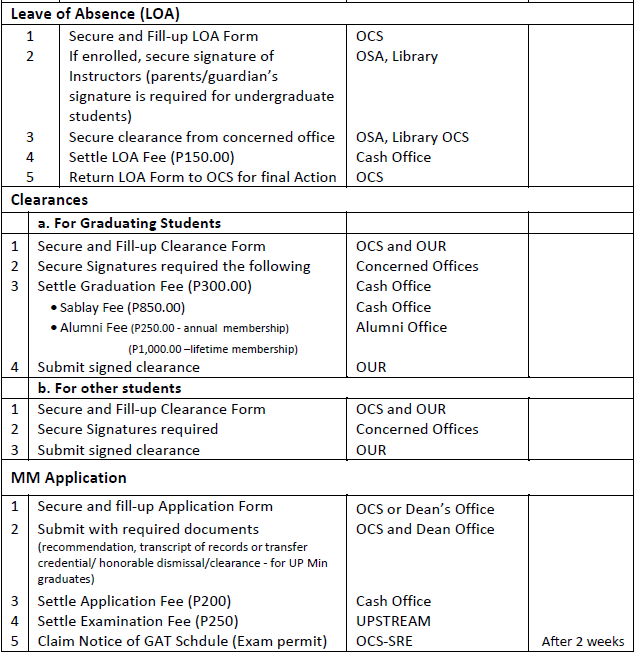 Leave of Absence (LOA)
1 Secure and Fill-up LOA Form OCS
2 If enrolled, secure signature of OSA, Library
Instructors (parents/guardian's
signature is required for undergraduate
students)
3 Secure clearance from concerned office OSA, Library OCS
4 Settle LOA Fee (P150.00) Cash Office
5 Return LOA Form to OCS for final Action OCS
Clearances
a. For Graduating Students
1 Secure and Fill-up Clearance Form OCS and OUR
2 Secure Signatures required the following Concerned Offices
3 Settle Graduation Fee (P300.00) Cash Office
• Sablay Fee (P850.00) Cash Office
• Alumni Fee (P250.00 - annual membership) Alumni Office
(P1,000.00 –lifetime membership)
4 Submit signed clearance OUR
b. For other students
1 Secure and Fill-up Clearance Form OCS and OUR
2 Secure Signatures required Concerned Offices
3 Submit signed clearance OUR
MM Application
1 Secure and fill-up Application Form OCS or Dean's Office
2 Submit with required documents OCS and Dean Office
(recommendation, transcript of records or transfer
credential/ honorable dismissal/clearance - for UP Min
graduates)
3 Settle Application Fee (P200) Cash Office
4 Settle Examination Fee (P250) UPSTREAM
5 Claim Notice of GAT Schdule (Exam permit) OCS-SRE After 2 weeks